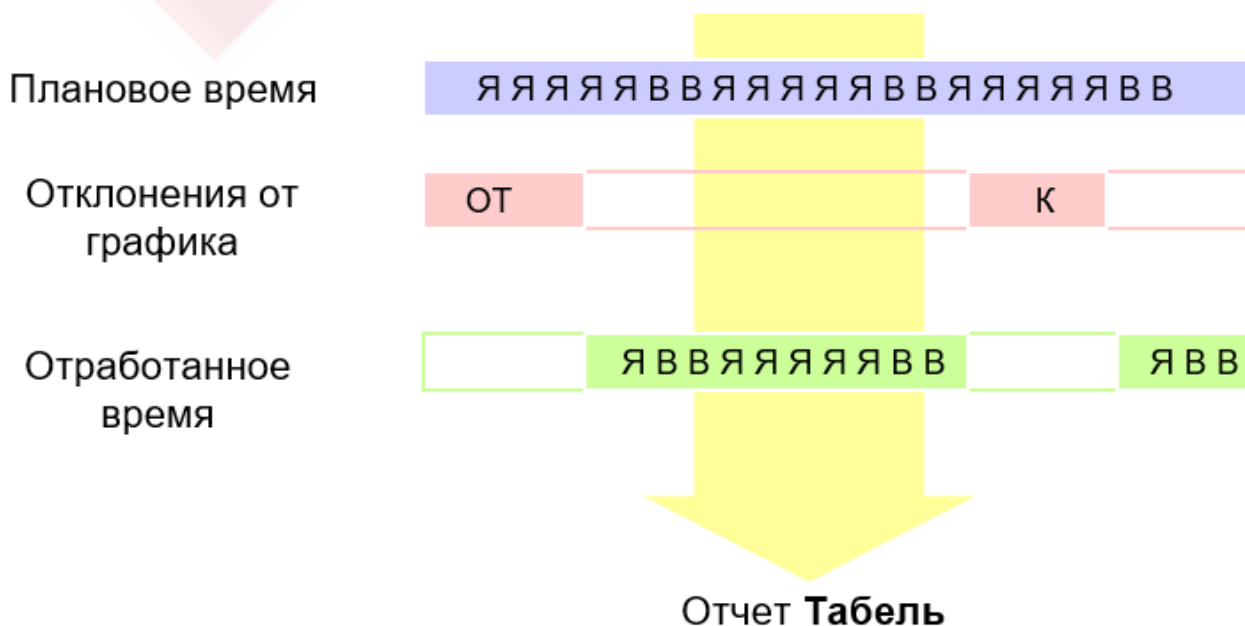 Плановое время
Я Я Я Я Я В В Я Я Я Я Я В В Я Я Я Я Я В В
Отклонения от
графика
ОТ
К
Отработанное
время
Я В В Я Я Я Я Я В В
Я В В
Отчет Табель